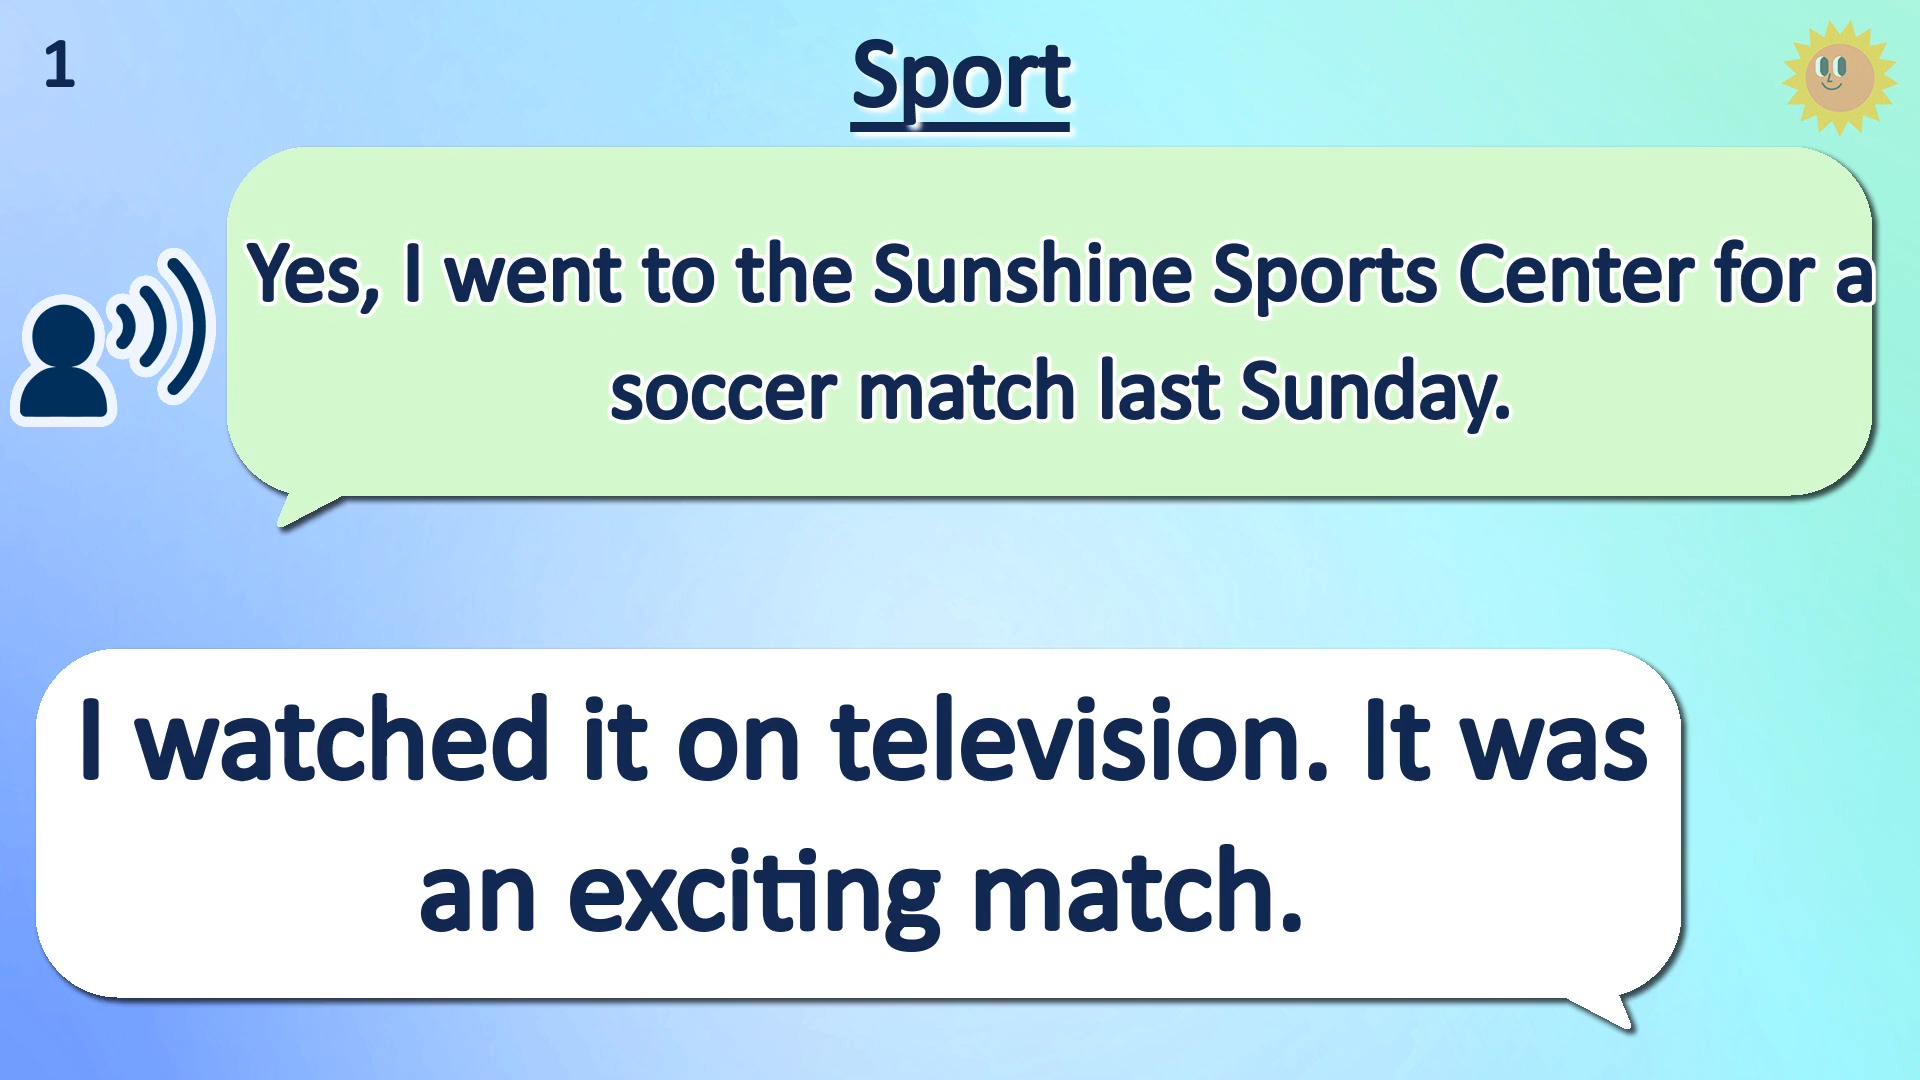 1
Sport
Yes, I went to the Sunshine Sports Center for a
soccer match last Sunday.
I watched it on television. It was
an exciting match.